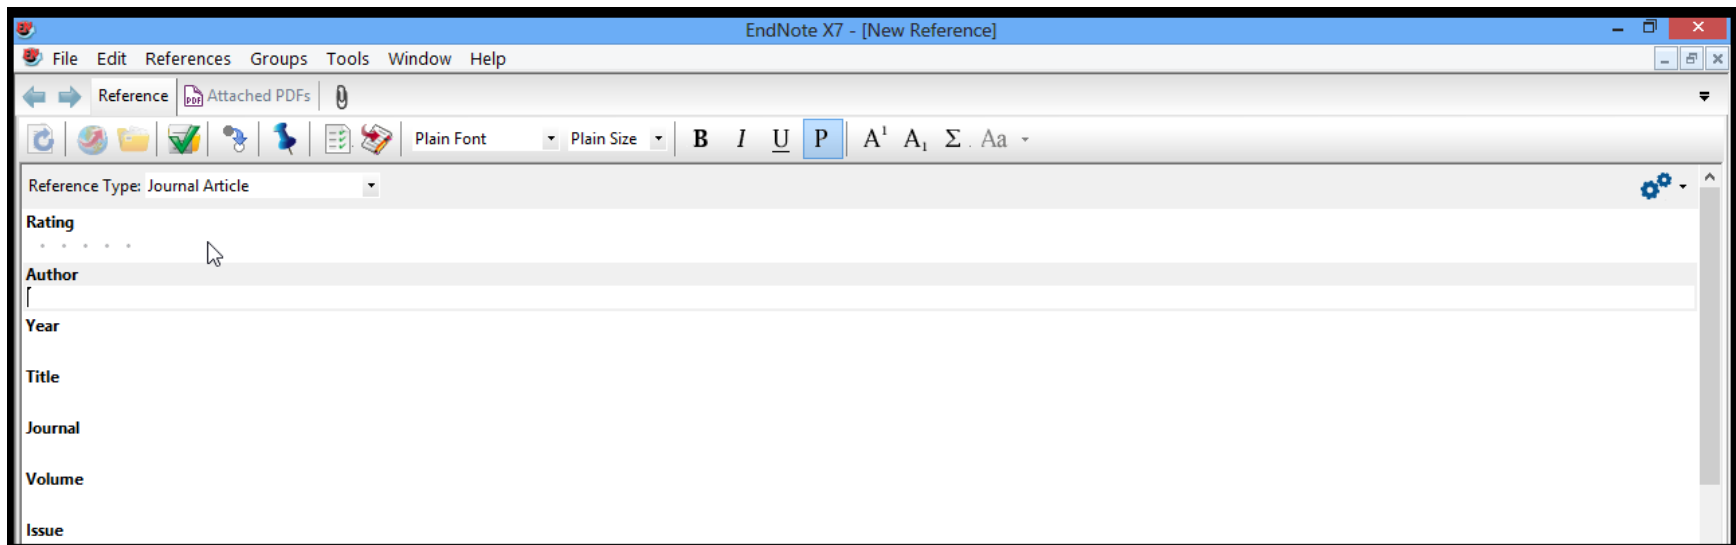 EndNote X7 - [New Reference]
File Edit References Groups Tools Window Help
Reference PDF Attached PDFs
Plain Font Plain Size B I U P A¹ A₁ Σ Aa
Reference Type: Journal Article
Rating
Author
Year
Title
Journal
Volume
Issue